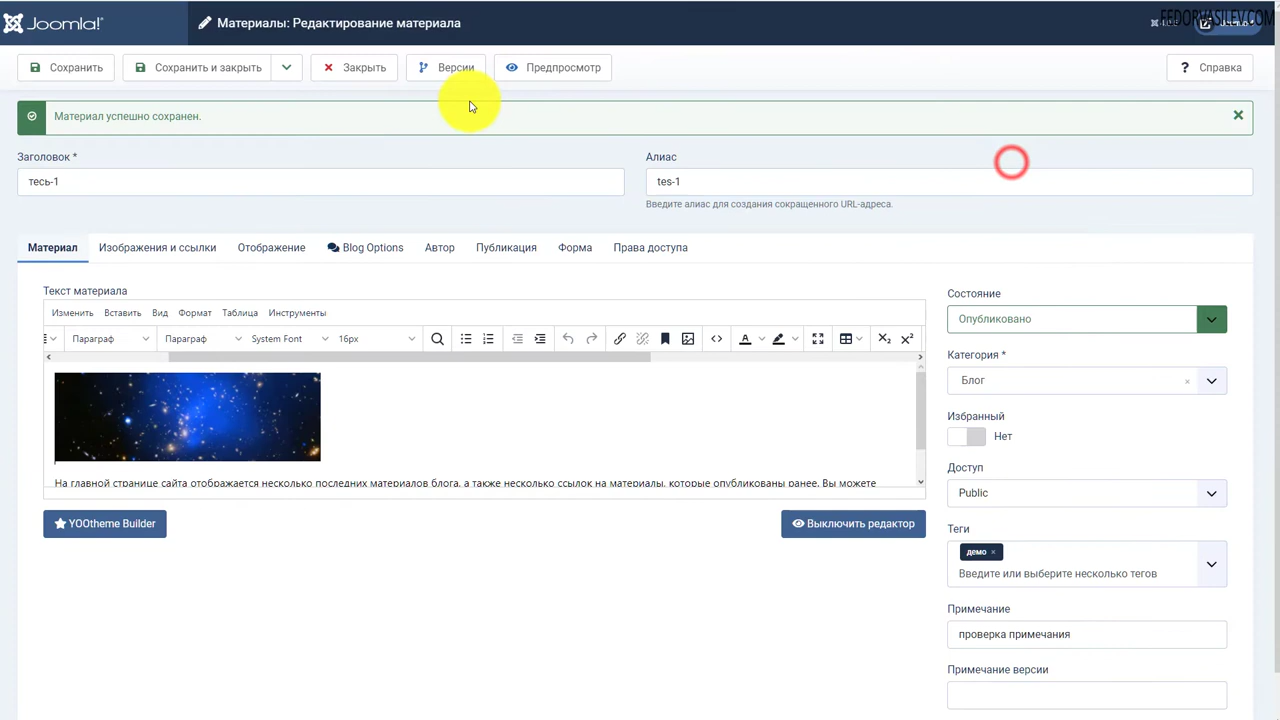 Joomla!
Материалы: Редактирование материала
FEDORVASILEV.COM
Сохранить
Сохранить и закрыть
Закрыть
Версии
Предпросмотр
? Справка
Материал успешно сохранен.
Заголовок *
Алиас
тесь-1
tes-1
Введите алиас для создания сокращенного URL-адреса.
Материал
Изображения и ссылки
Отображение
Blog Options
Автор
Публикация
Форма
Права доступа
Текст материала
Изменить
Вставить
Вид
Формат
Таблица
Инструменты
Параграф
Параграф
System Font
16px
На главной странице сайта отображается несколько последних материалов блога, а также несколько ссылок на материалы, которые опубликованы ранее. Вы можете
YOOtheme Builder
Выключить редактор
Состояние
Опубликовано
Категория *
Блог
Избранный
Нет
Доступ
Public
Теги
демо ×
Введите или выберите несколько тегов
Примечание
проверка примечания
Примечание версии